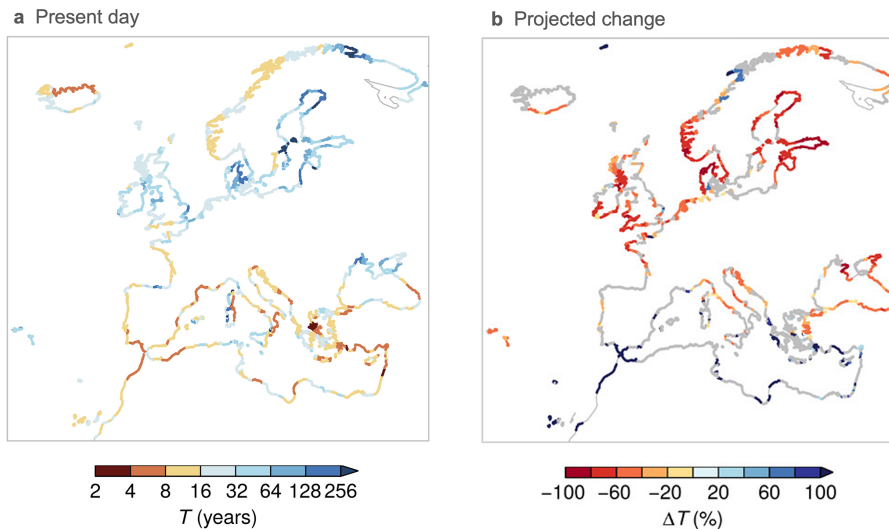 a Present day
b Projected change
2 4 8 16 32 64 128 256
T (years)
−100 −60 −20 20 60 100
ΔT (%)